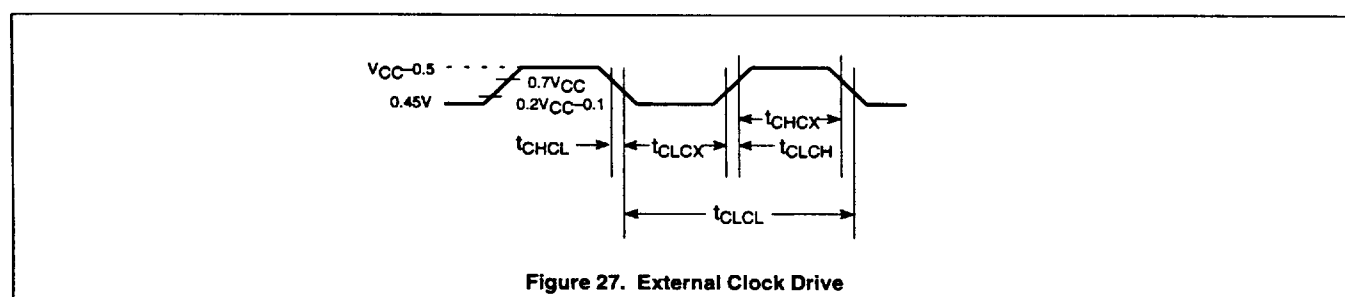 VCC–0.5
0.7VCC
0.45V
0.2VCC–0.1
tCHCX
tCHCL
tCLCX
tCLCH
tCLCL
Figure 27. External Clock Drive